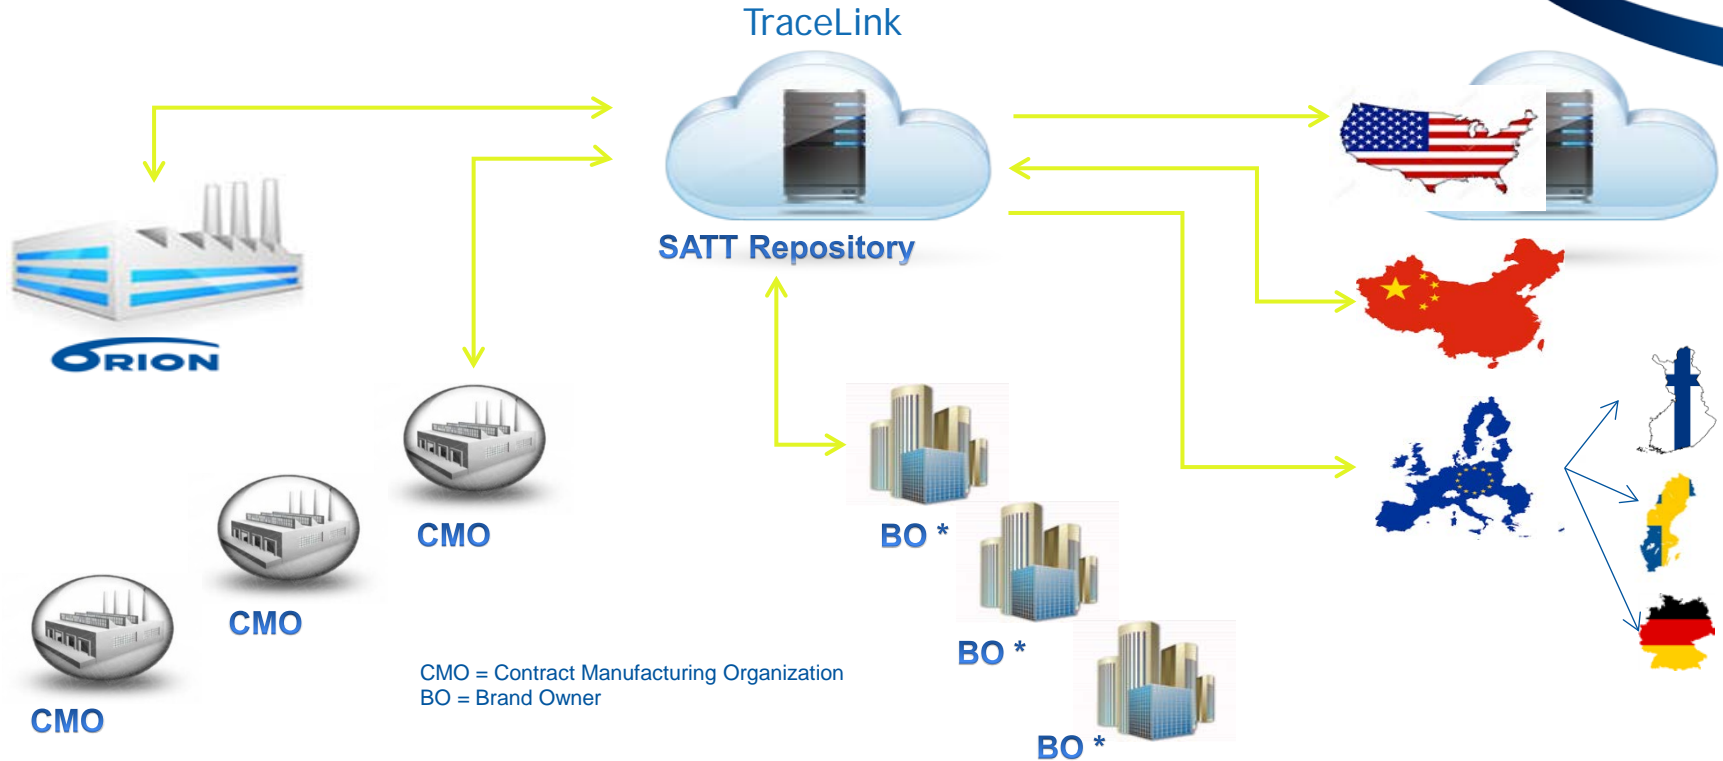 TraceLink
SATT Repository
ORION
CMO
BO *
CMO
BO *
CMO = Contract Manufacturing Organization
BO = Brand Owner
CMO
BO *